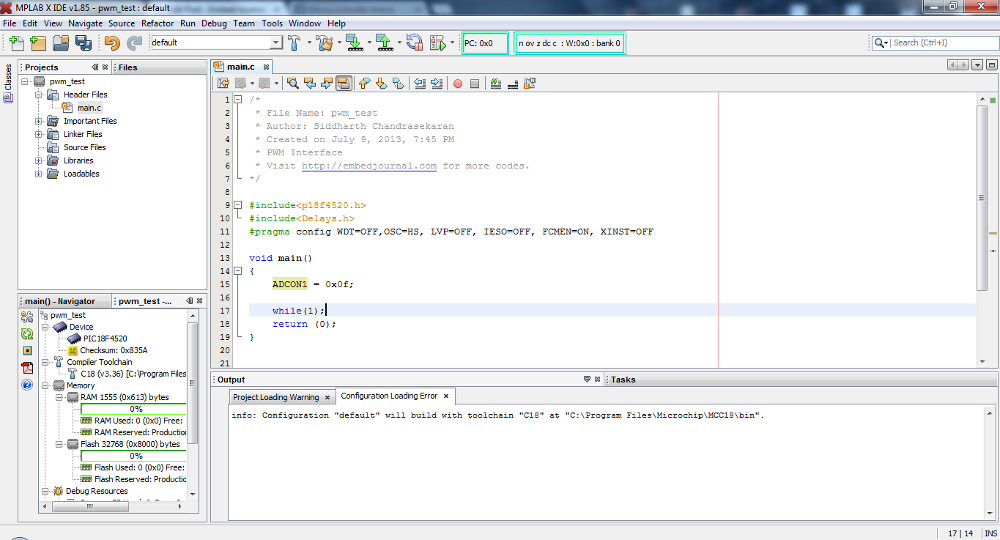 MPLAB X IDE v1.85 - pwm_test : default
File Edit View Navigate Source Refactor Run Debug Team Tools Window Help
default
PC: 0x0
n ov z dc c : W:0x0 : bank 0
Search (Ctrl+I)
Classes
Projects
Files
pwm_test
Header Files
main.c
Important Files
Linker Files
Source Files
Libraries
Loadables
main() - Navigator
pwm_test -...
pwm_test
Device
PIC18F4520
Checksum: 0x835A
Compiler Toolchain
C18 (v3.36) [C:\Program Files
Memory
RAM 1555 (0x613) bytes
0%
RAM Used: 0 (0x0) Free:
RAM Reserved: Productio
Flash 32768 (0x8000) bytes
0%
Flash Used: 0 (0x0) Free:
Flash Reserved: Productio
Debug Resources
main.c
1 /*
2 * File Name: pwm_test
3 * Author: Siddharth Chandrasekaran
4 * Created on July 9, 2013, 7:45 PM
5 * PWM Interface
6 * Visit http://embedjournal.com for more codes.
7 */
8
9 #include<p18f4520.h>
10 #include<Delays.h>
11 #pragma config WDT=OFF,OSC=HS, LVP=OFF, IESO=OFF, FCMEN=ON, XINST=OFF
12
13 void main()
14 {
15 ADCON1 = 0x0f;
16
17 while(1);
18 return (0);
19 }
20
21
Output
Tasks
Project Loading Warning
Configuration Loading Error
info: Configuration "default" will build with toolchain "C18" at "C:\Program Files\Microchip\MCC18\bin".
17 | 14 INS